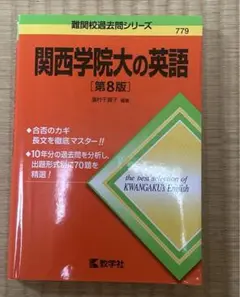 難関校過去問シリーズ
779
関西学院大の英語
［第8版］
編著
●合否のカギ
長文を徹底マスター!!
●10年分の過去問を分析し、
出題形式別に70題を
精選！
the best selection of
KWANGAKU's English
教学社